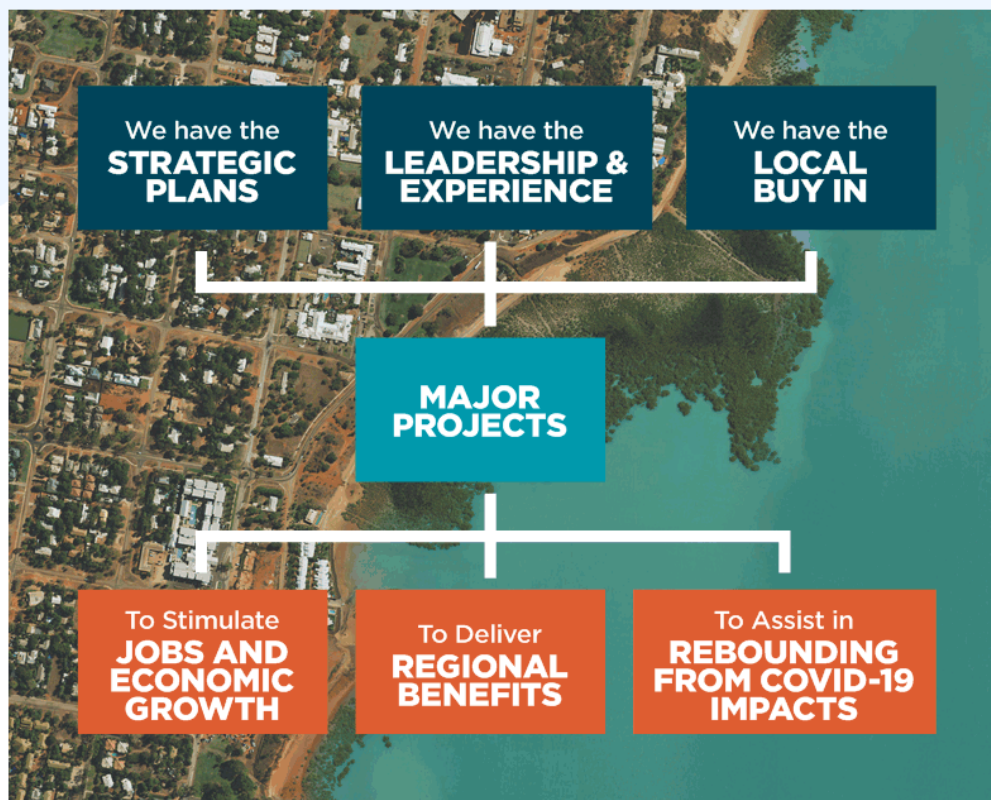 We have the
STRATEGIC
PLANS
We have the
LEADERSHIP &
EXPERIENCE
We have the
LOCAL
BUY IN
MAJOR
PROJECTS
To Stimulate
JOBS AND
ECONOMIC
GROWTH
To Deliver
REGIONAL
BENEFITS
To Assist in
REBOUNDING
FROM COVID-19
IMPACTS